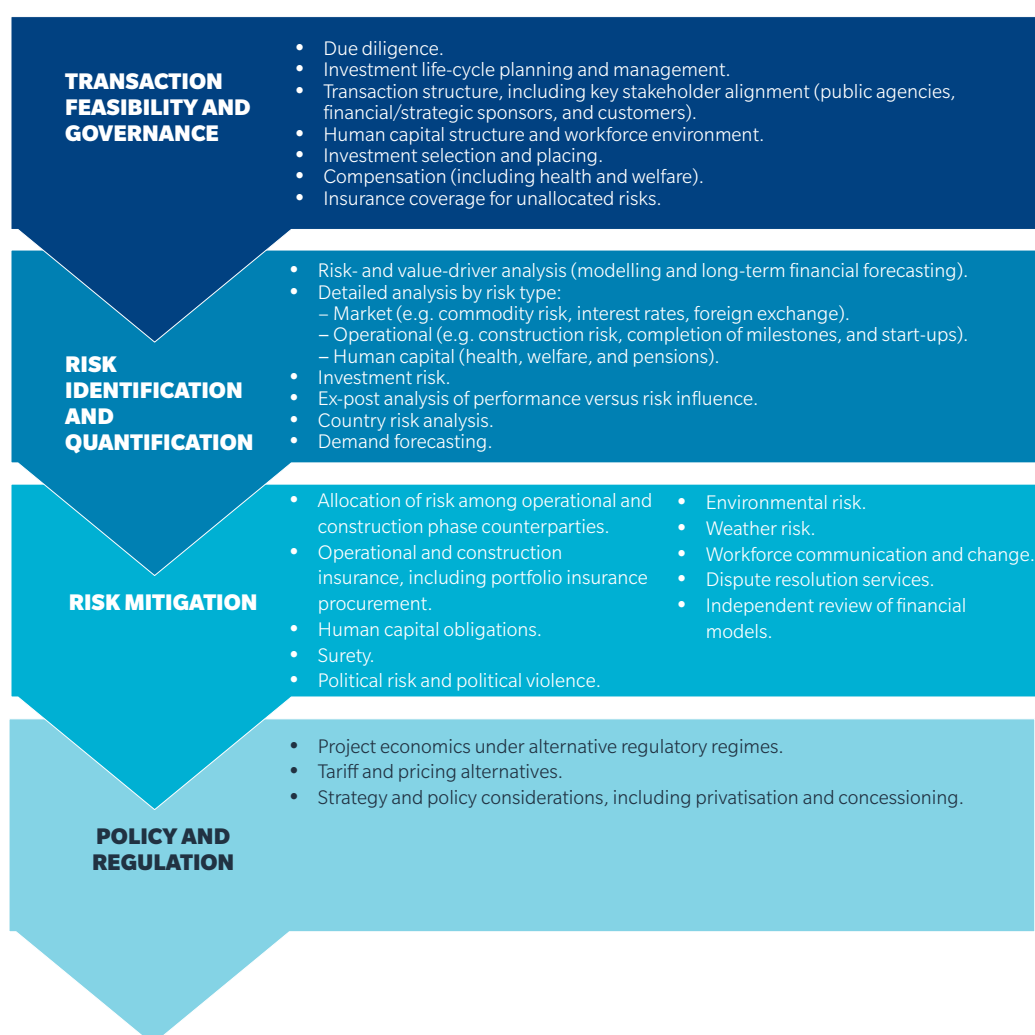 TRANSACTION
FEASIBILITY AND
GOVERNANCE
• Due diligence.
• Investment life-cycle planning and management.
• Transaction structure, including key stakeholder alignment (public agencies,
financial/strategic sponsors, and customers).
• Human capital structure and workforce environment.
• Investment selection and placing.
• Compensation (including health and welfare).
• Insurance coverage for unallocated risks.
RISK
IDENTIFICATION
AND
QUANTIFICATION
• Risk- and value-driver analysis (modelling and long-term financial forecasting).
• Detailed analysis by risk type:
– Market (e.g. commodity risk, interest rates, foreign exchange).
– Operational (e.g. construction risk, completion of milestones, and start-ups).
– Human capital (health, welfare, and pensions).
• Investment risk.
• Ex-post analysis of performance versus risk influence.
• Country risk analysis.
• Demand forecasting.
RISK MITIGATION
• Allocation of risk among operational and
construction phase counterparties.
• Operational and construction
insurance, including portfolio insurance
procurement.
• Human capital obligations.
• Surety.
• Political risk and political violence.
• Environmental risk.
• Weather risk.
• Workforce communication and change.
• Dispute resolution services.
• Independent review of financial
models.
POLICY AND
REGULATION
• Project economics under alternative regulatory regimes.
• Tariff and pricing alternatives.
• Strategy and policy considerations, including privatisation and concessioning.